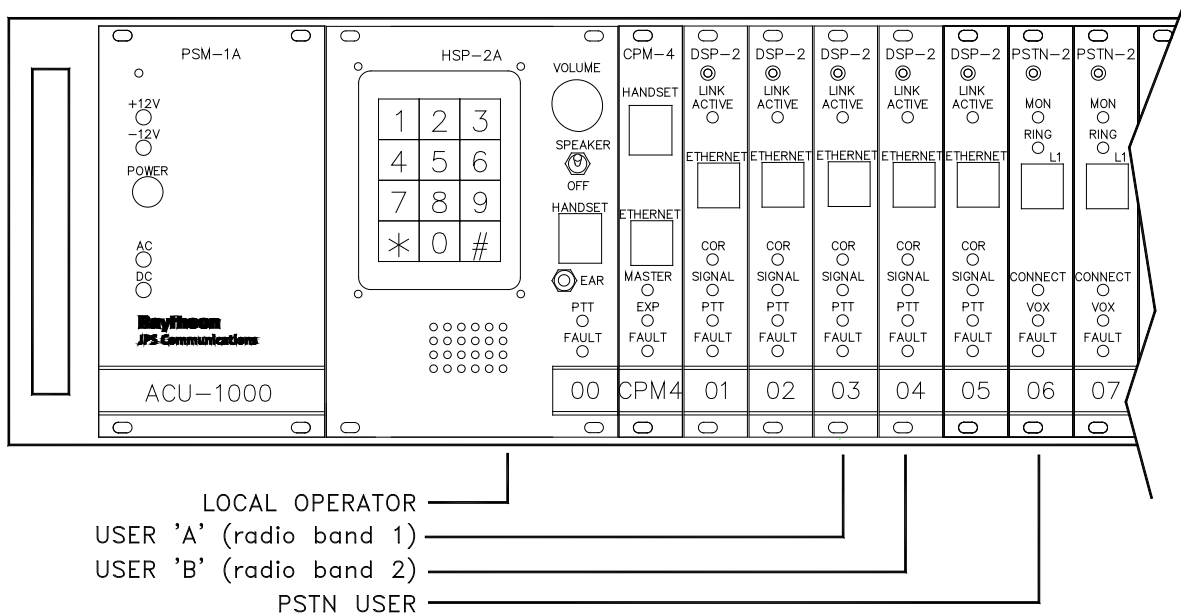 PSM-1A
+12V
-12V
POWER
AC
DC
Raytheon
JPS Communications
ACU-1000
HSP-2A
1 2 3
4 5 6
7 8 9
* 0 #
VOLUME
SPEAKER
OFF
HANDSET
EAR
PTT
FAULT
00
CPM-4
HANDSET
ETHERNET
MASTER
EXP
FAULT
CPM4
DSP-2
LINK
ACTIVE
ETHERNET
COR
SIGNAL
PTT
FAULT
01
DSP-2
LINK
ACTIVE
ETHERNET
COR
SIGNAL
PTT
FAULT
02
DSP-2
LINK
ACTIVE
ETHERNET
COR
SIGNAL
PTT
FAULT
03
DSP-2
LINK
ACTIVE
ETHERNET
COR
SIGNAL
PTT
FAULT
04
DSP-2
LINK
ACTIVE
ETHERNET
COR
SIGNAL
PTT
FAULT
05
PSTN-2
MON
RING
L1
CONNECT
VOX
FAULT
06
PSTN-2
MON
RING
L1
CONNECT
VOX
FAULT
07
LOCAL OPERATOR
USER 'A' (radio band 1)
USER 'B' (radio band 2)
PSTN USER